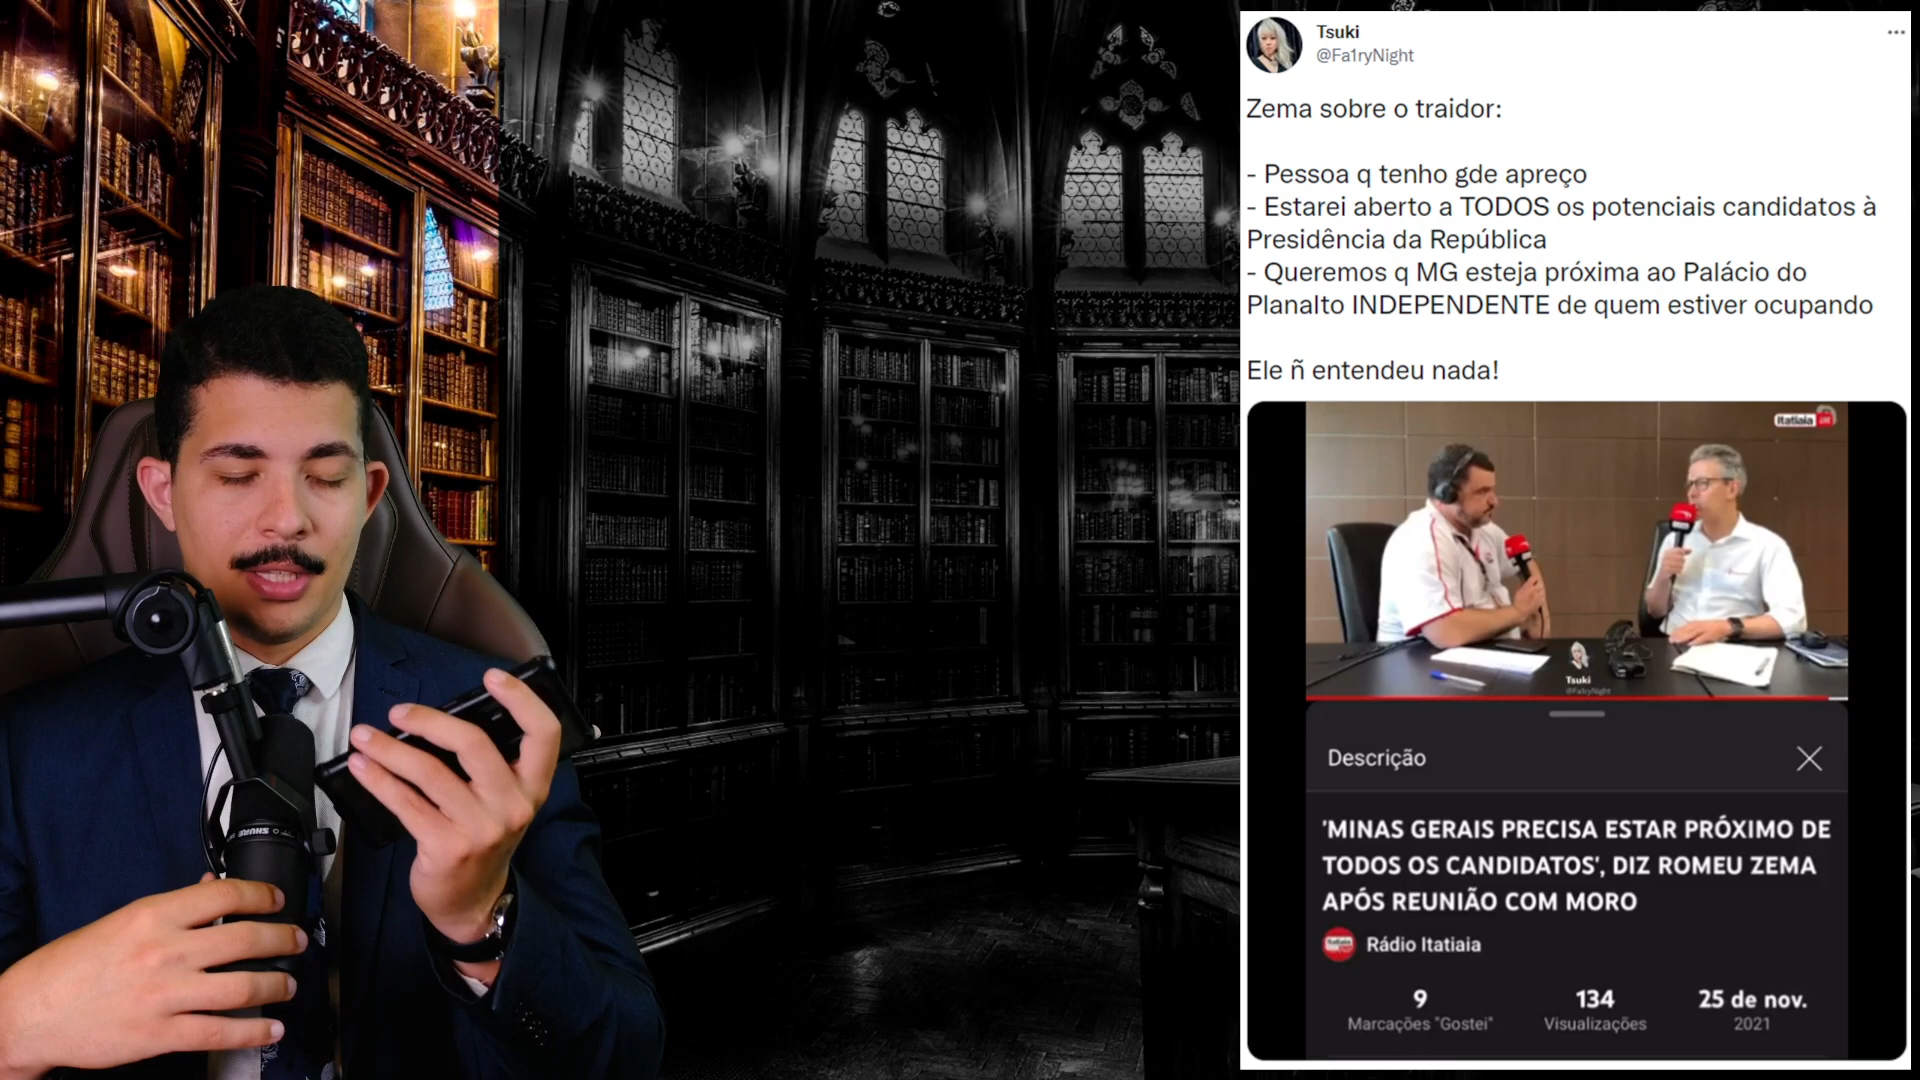 Tsuki
@Fa1ryNight
Zema sobre o traidor:
- Pessoa q tenho gde apreço
- Estarei aberto a TODOS os potenciais candidatos à
Presidência da República
- Queremos q MG esteja próxima ao Palácio do
Planalto INDEPENDENTE de quem estiver ocupando
Ele ñ entendeu nada!
Itatiaia
Tsuki
@Fa1ryNight
Descrição
'MINAS GERAIS PRECISA ESTAR PRÓXIMO DE
TODOS OS CANDIDATOS', DIZ ROMEU ZEMA
APÓS REUNIÃO COM MORO
Rádio Itatiaia
9
Marcações "Gostei"
134
Visualizações
25 de nov.
2021
SHURE